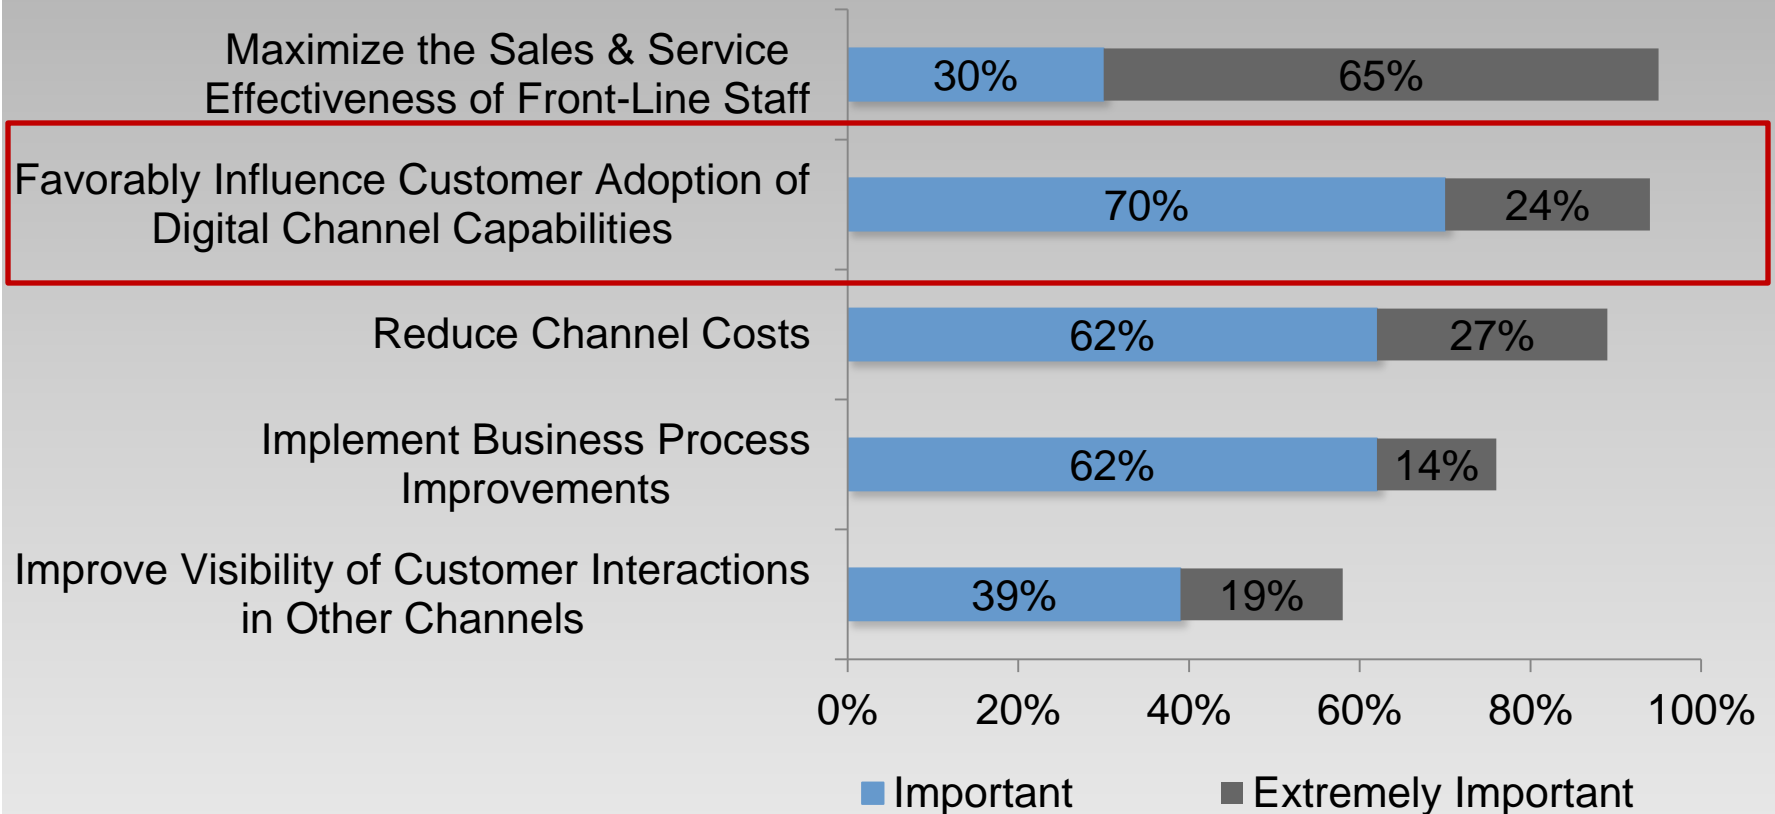 Maximize the Sales & Service
Effectiveness of Front-Line Staff
30%
65%
Favorably Influence Customer Adoption of
Digital Channel Capabilities
70%
24%
Reduce Channel Costs
62%
27%
Implement Business Process
Improvements
62%
14%
Improve Visibility of Customer Interactions
in Other Channels
39%
19%
0% 20% 40% 60% 80% 100%
Important Extremely Important